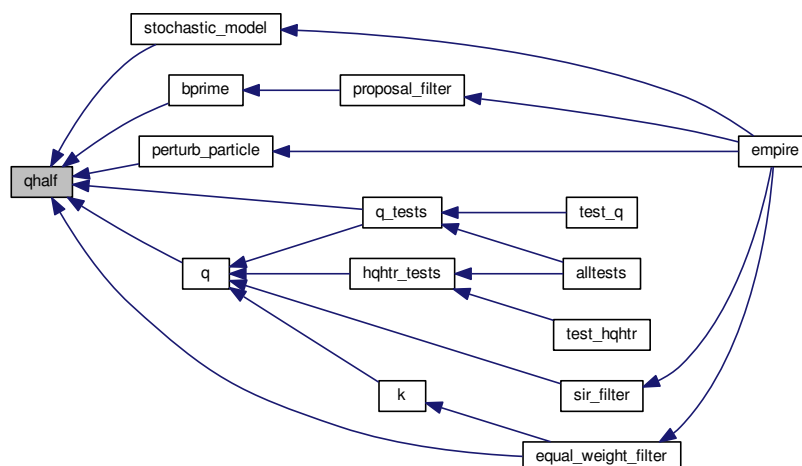 stochastic_model
bprime
proposal_filter
perturb_particle
empire
qhalf
q_tests
test_q
q
hqhtr_tests
alltests
test_hqhtr
k
sir_filter
equal_weight_filter